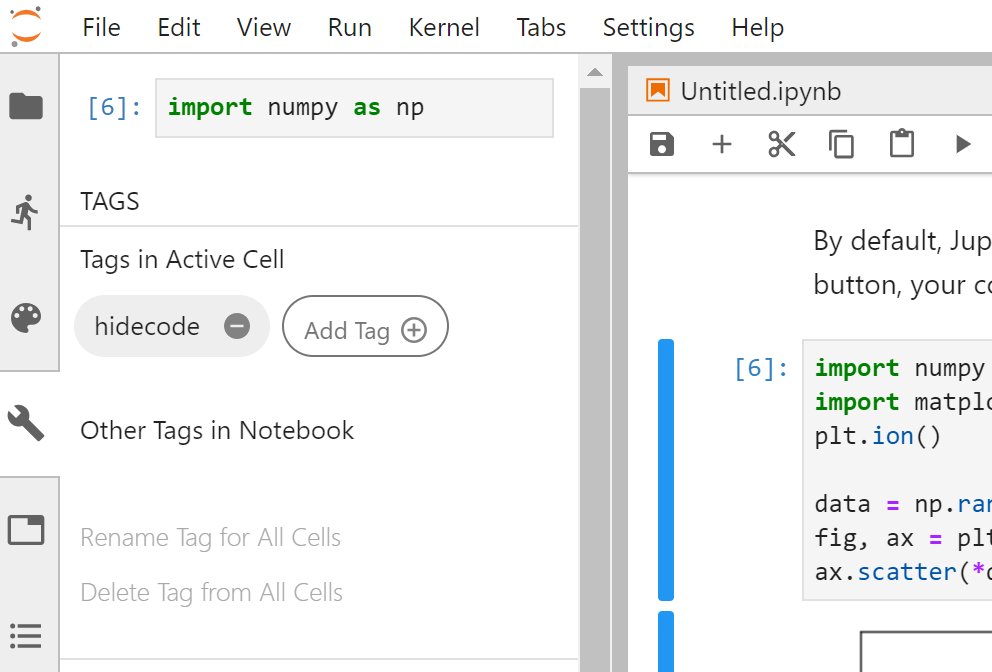 File Edit View Run Kernel Tabs Settings Help
[6]: import numpy as np
TAGS
Tags in Active Cell
hidecode
Add Tag
Other Tags in Notebook
Rename Tag for All Cells
Delete Tag from All Cells
Untitled.ipynb
By default, Jup
button, your co
[6]: import numpy
import matplo
plt.ion()
data = np.ran
fig, ax = plt
ax.scatter(*d